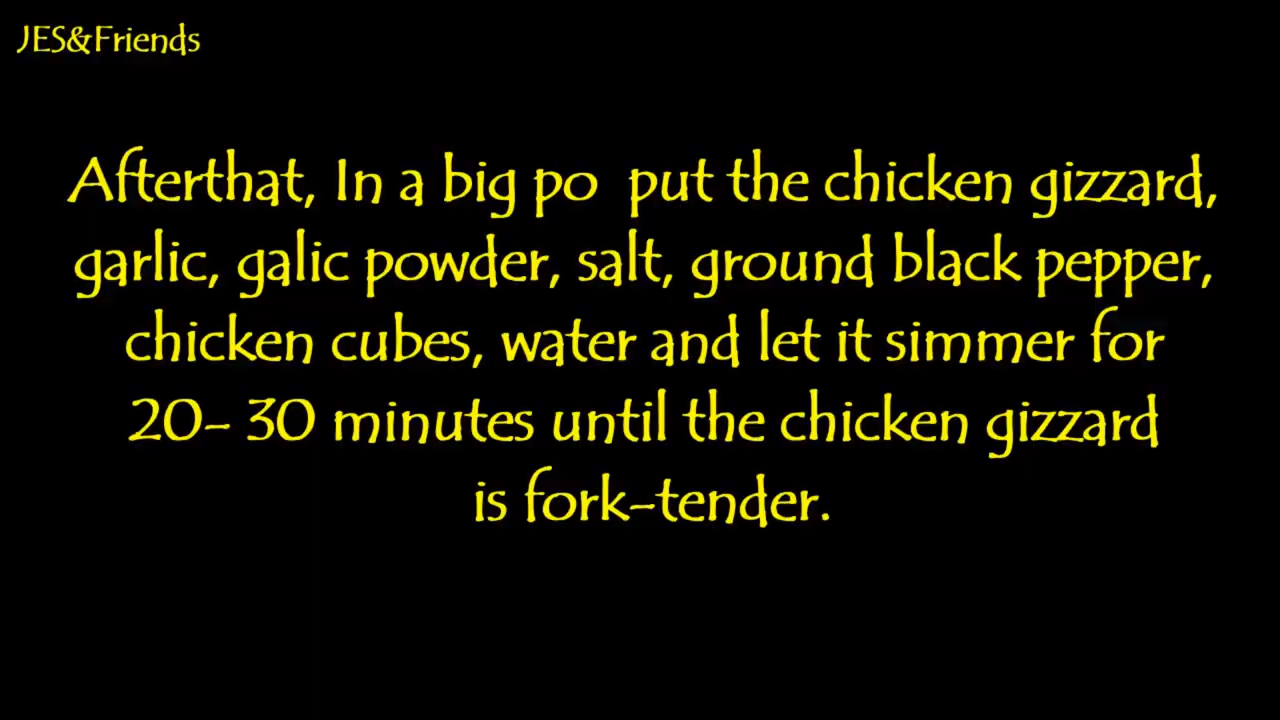 JES&Friends
Afterthat, In a big po  put the chicken gizzard,
garlic, galic powder, salt, ground black pepper,
chicken cubes, water and let it simmer for
20- 30 minutes until the chicken gizzard
is fork-tender.